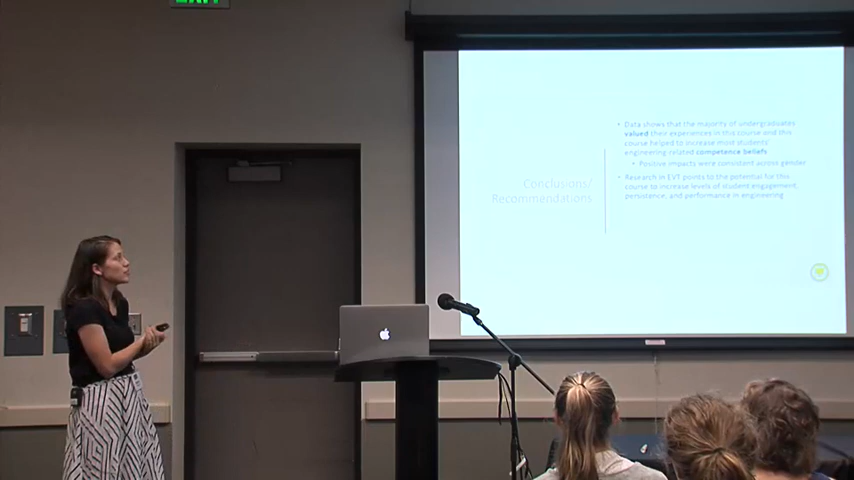 EXIT
Conclusions/
Recommendations
• Data shows that the majority of undergraduates
valued their experiences in this course and this
course helped to increase most students'
engineering related competence beliefs
• Positive impacts were consistent across gender
• Research in EVT points to the potential for this
course to increase levels of student engagement,
persistence, and performance in engineering